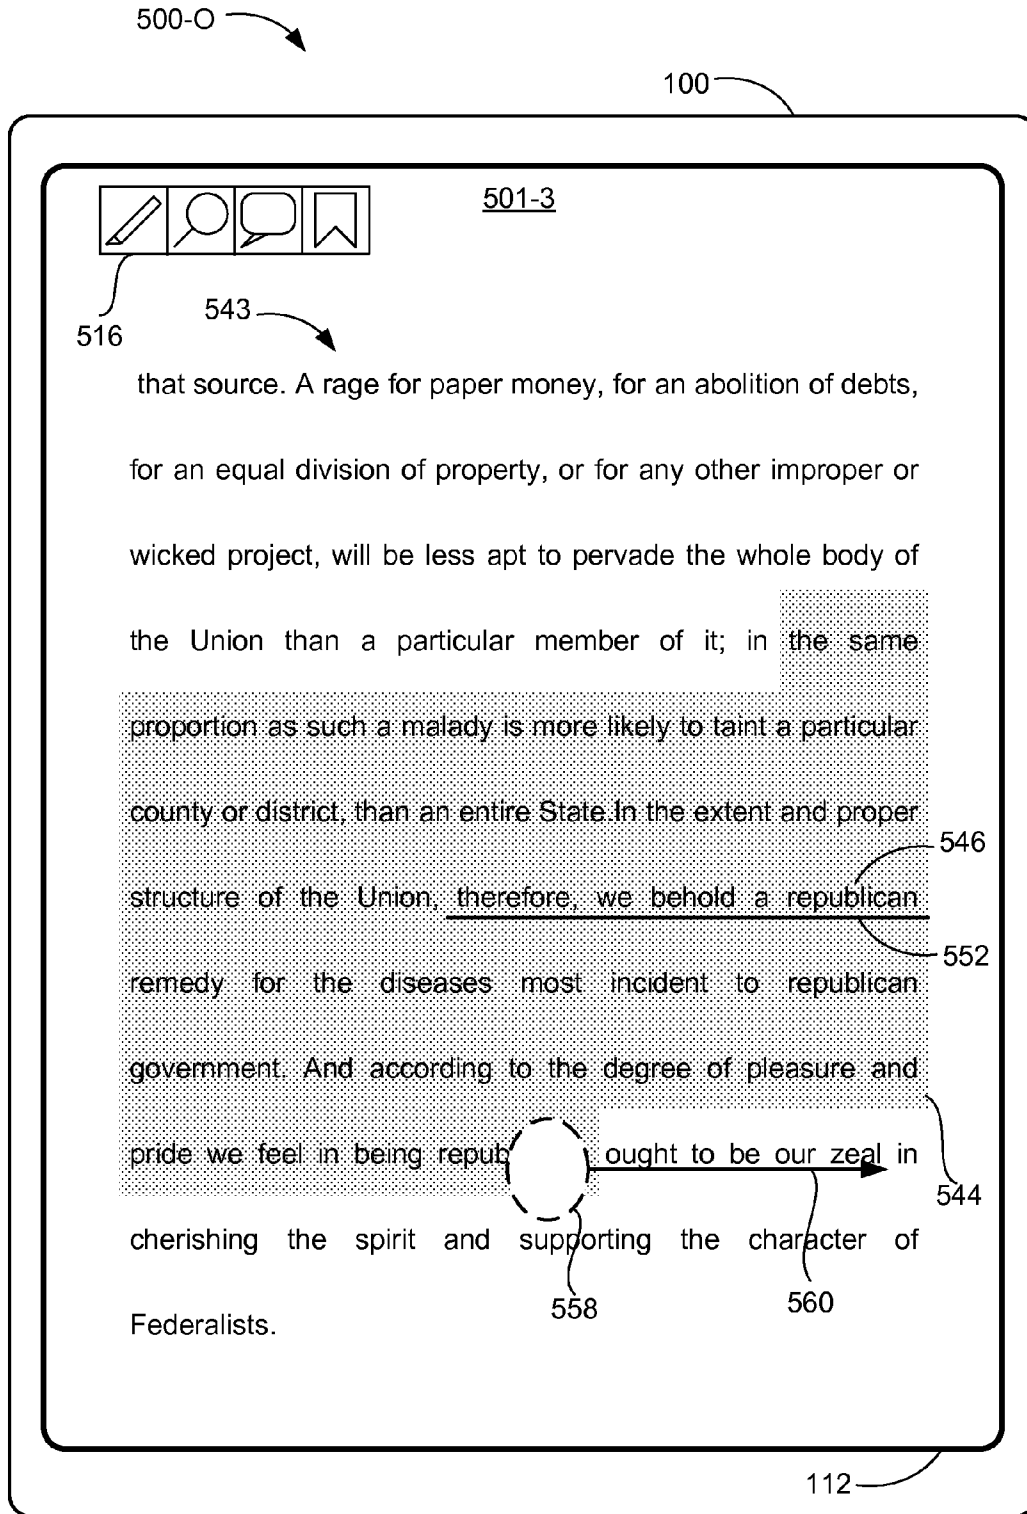 500-O
100
501-3
516
543
that source. A rage for paper money, for an abolition of debts,
for an equal division of property, or for any other improper or
wicked project, will be less apt to pervade the whole body of
the Union than a particular member of it; in the same
proportion as such a malady is more likely to taint a particular
county or district, than an entire State.In the extent and proper
546
structure of the Union, therefore, we behold a republican
552
remedy for the diseases most incident to republican
government. And according to the degree of pleasure and
pride we feel in being repub ought to be our zeal in
544
cherishing the spirit and supporting the character of
558
560
Federalists.
112